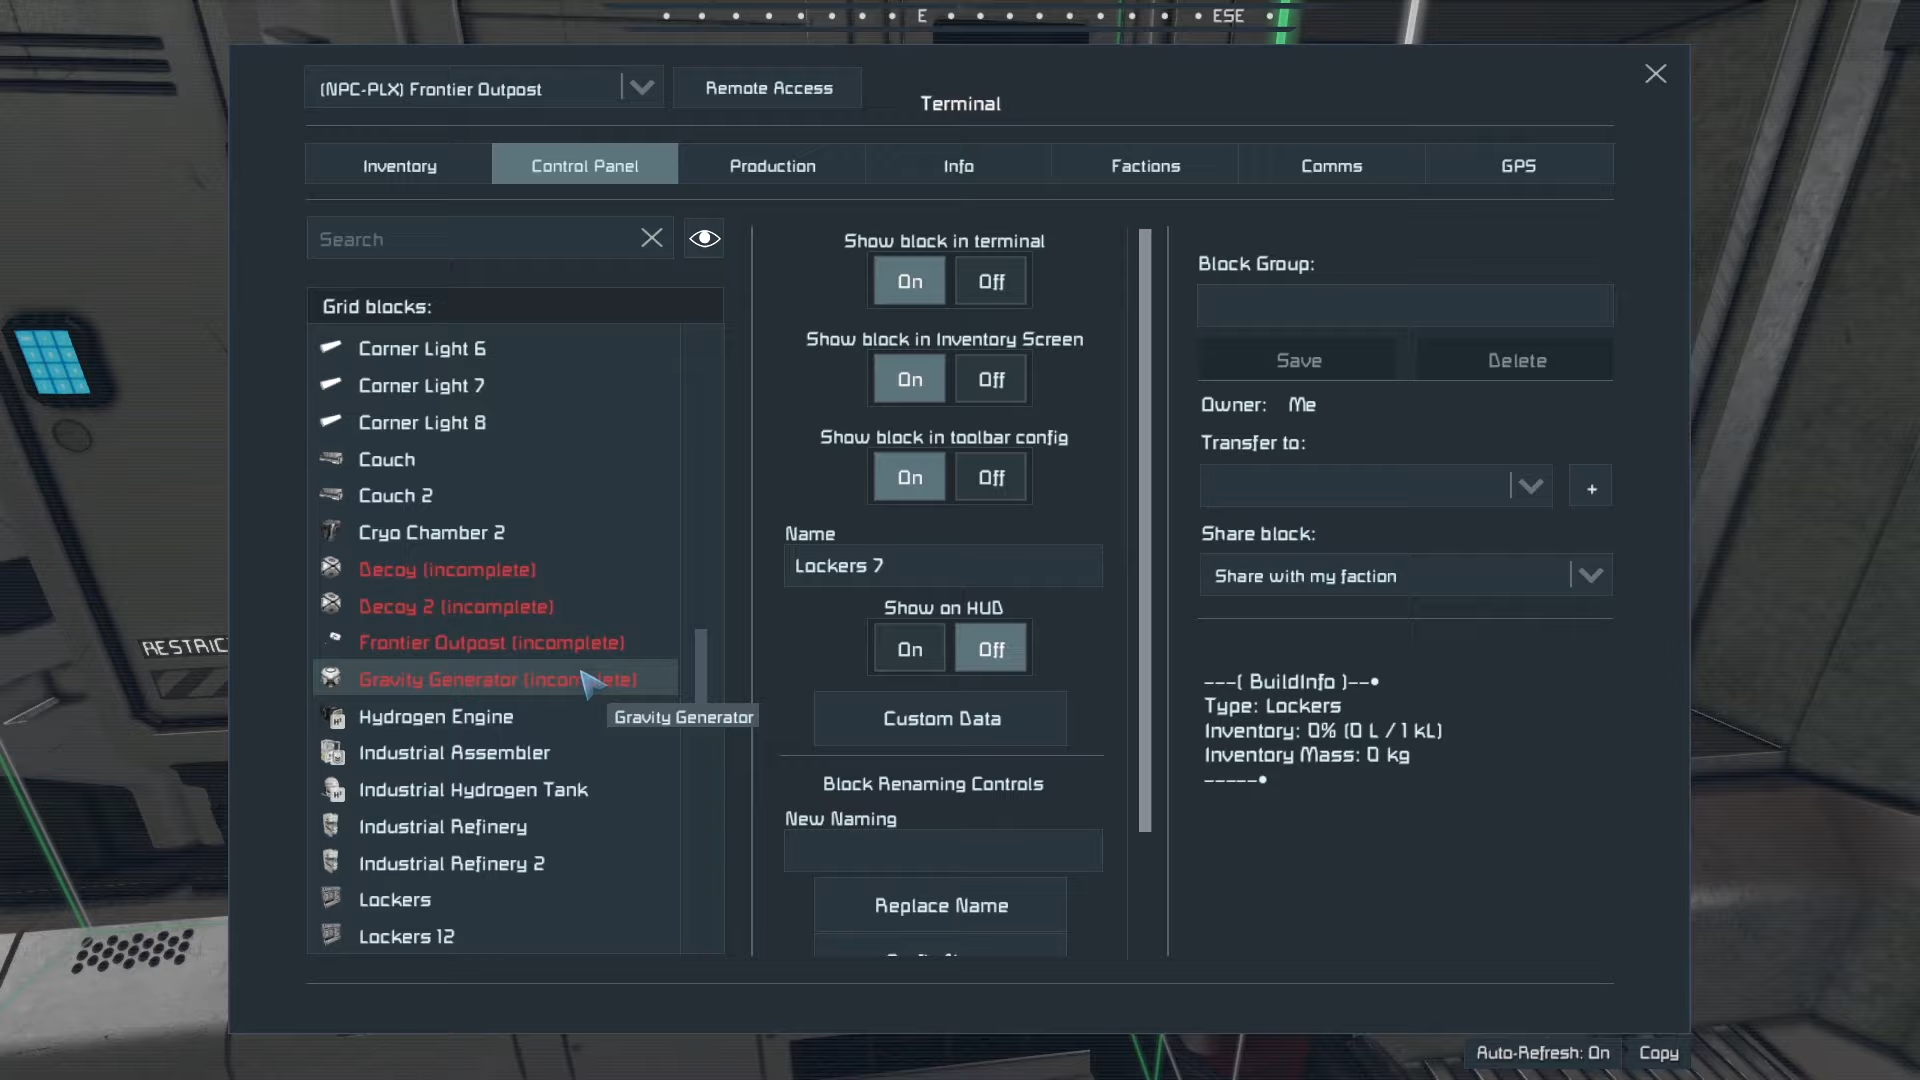 E
ESE
(NPC-PLX) Frontier Outpost
Remote Access
Terminal
Inventory
Control Panel
Production
Info
Factions
Comms
GPS
Search
Grid blocks:
Corner Light 6
Corner Light 7
Corner Light 8
Couch
Couch 2
Cryo Chamber 2
Decoy (incomplete)
Decoy 2 (incomplete)
Frontier Outpost (incomplete)
Gravity Generator (incomplete)
Gravity Generator
Hydrogen Engine
Industrial Assembler
Industrial Hydrogen Tank
Industrial Refinery
Industrial Refinery 2
Lockers
Lockers 12
Show block in terminal
On Off
Show block in Inventory Screen
On Off
Show block in toolbar config
On Off
Name
Lockers 7
Show on HUD
On Off
Custom Data
Block Renaming Controls
New Naming
Replace Name
Block Group:
Save Delete
Owner: Me
Transfer to:
+
Share block:
Share with my faction
---( BuildInfo )--•
Type: Lockers
Inventory: 0% (0 L / 1 kL)
Inventory Mass: 0 kg
-----•
RESTRIC
Auto-Refresh: On
Copy